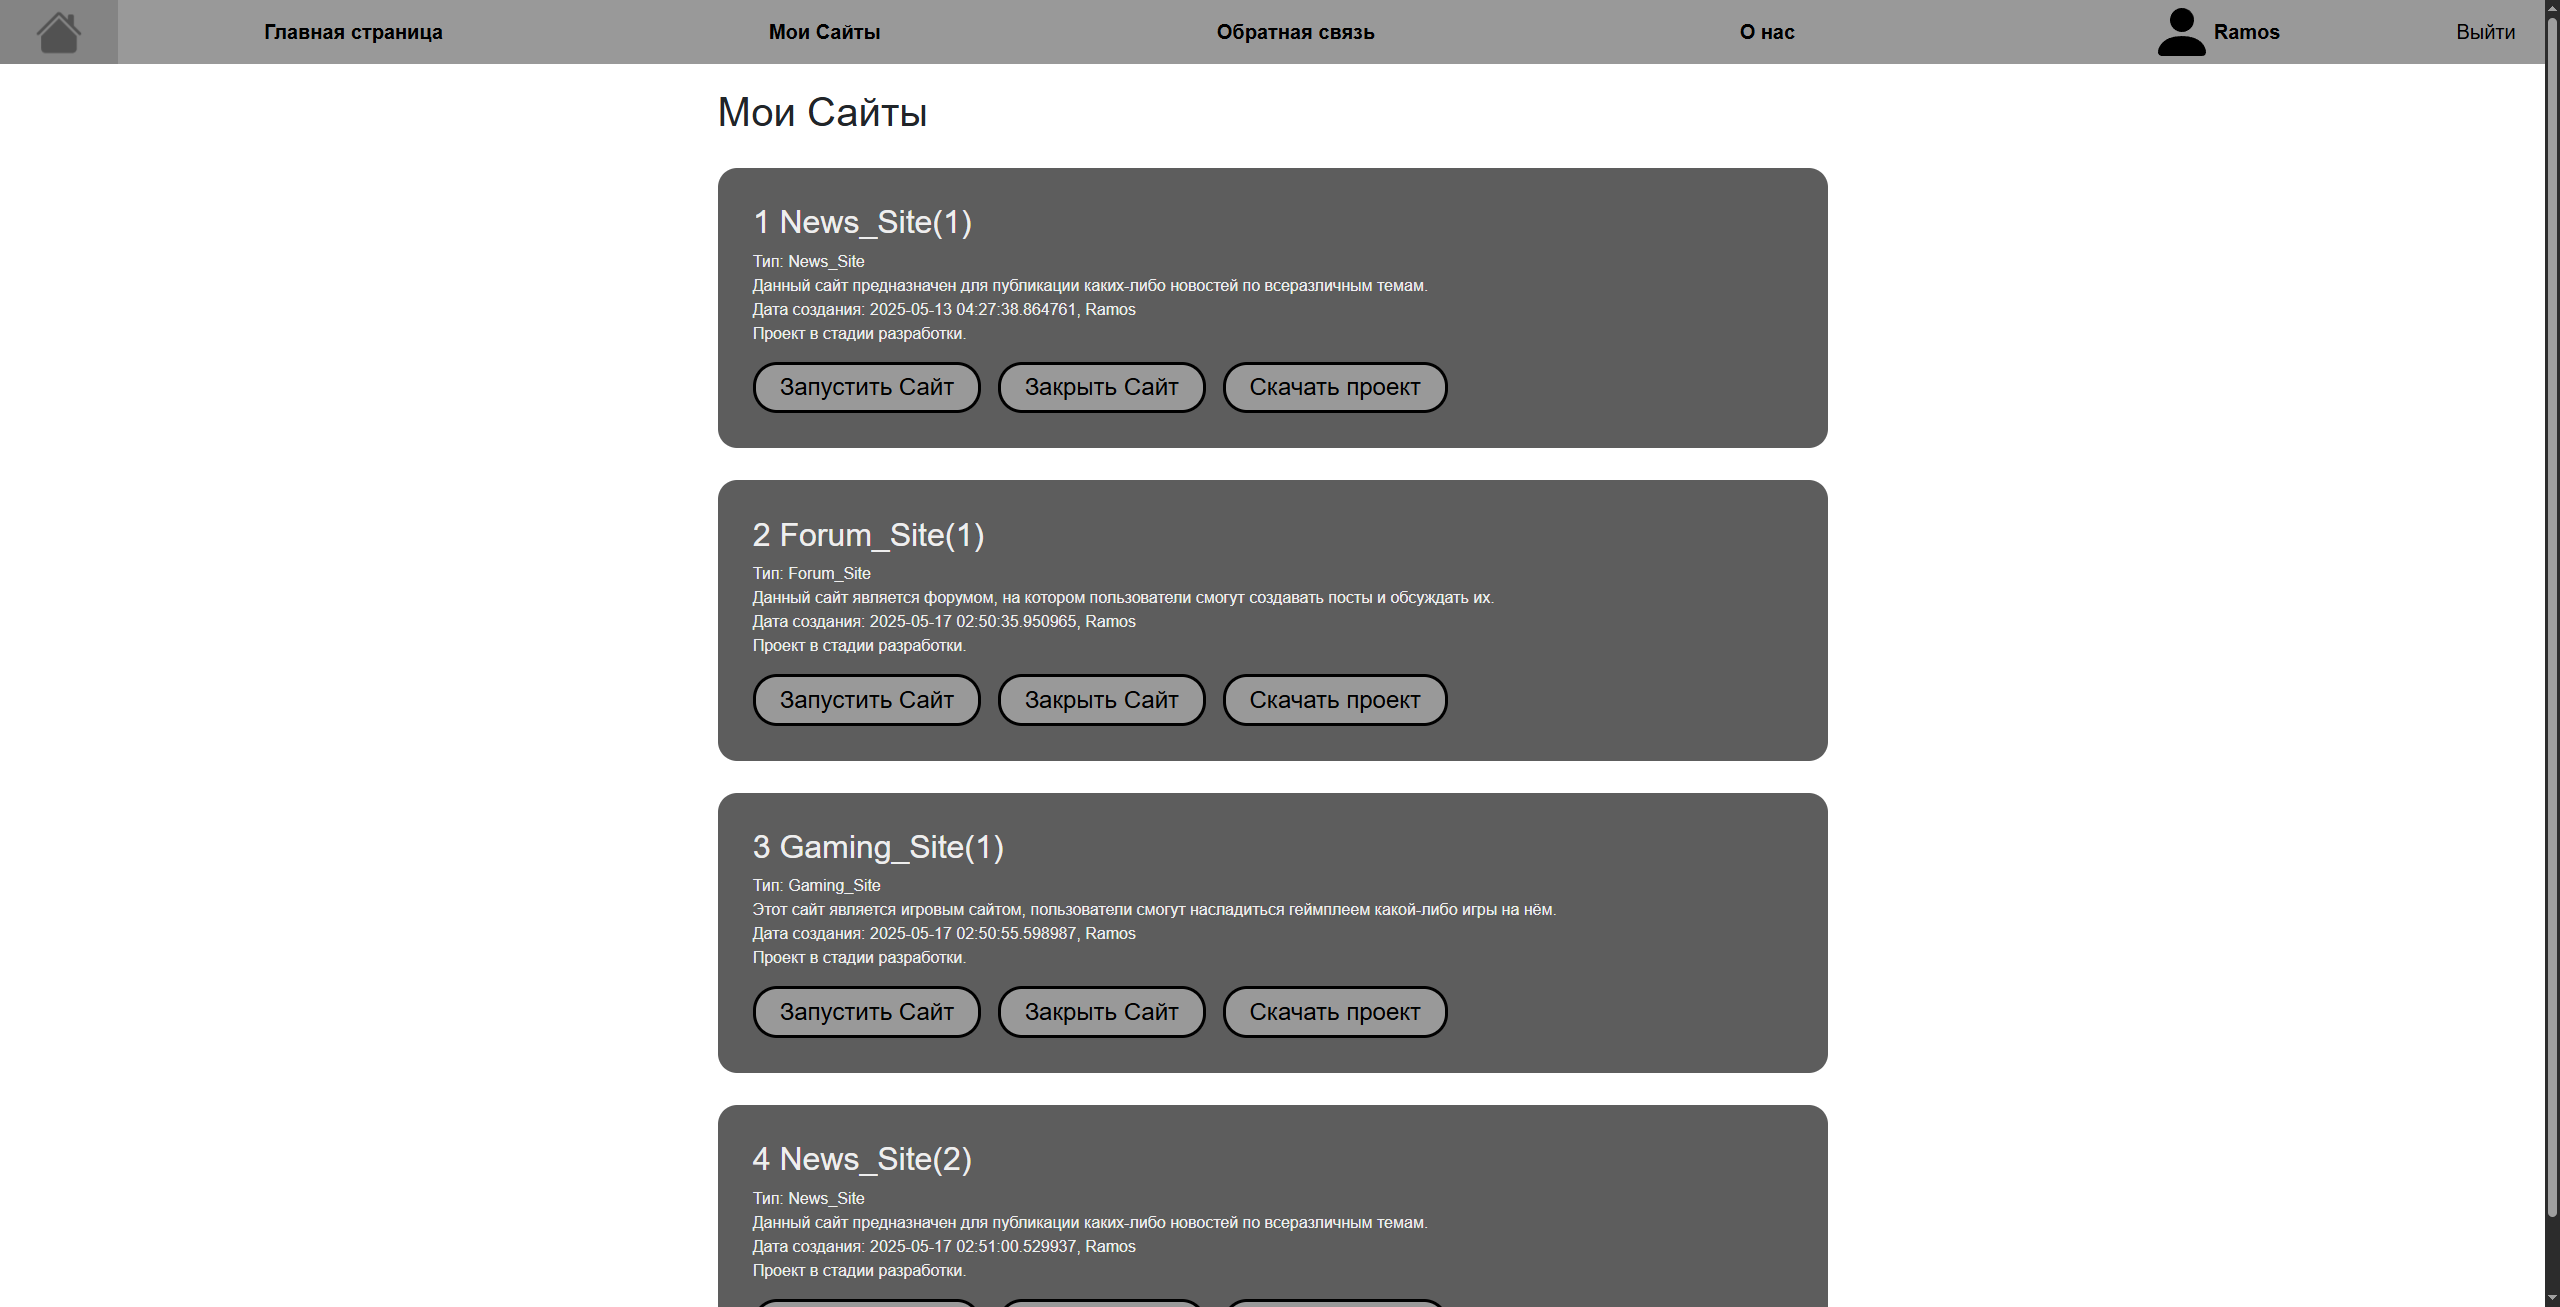 Главная страница Мои Сайты Обратная связь О нас Ramos Выйти
Мои Сайты
1 News_Site(1)
Тип: News_Site
Данный сайт предназначен для публикации каких-либо новостей по всеразличным темам.
Дата создания: 2025-05-13 04:27:38.864761, Ramos
Проект в стадии разработки.
Запустить Сайт Закрыть Сайт Скачать проект
2 Forum_Site(1)
Тип: Forum_Site
Данный сайт является форумом, на котором пользователи смогут создавать посты и обсуждать их.
Дата создания: 2025-05-17 02:50:35.950965, Ramos
Проект в стадии разработки.
Запустить Сайт Закрыть Сайт Скачать проект
3 Gaming_Site(1)
Тип: Gaming_Site
Этот сайт является игровым сайтом, пользователи смогут насладиться геймплеем какой-либо игры на нём.
Дата создания: 2025-05-17 02:50:55.598987, Ramos
Проект в стадии разработки.
Запустить Сайт Закрыть Сайт Скачать проект
4 News_Site(2)
Тип: News_Site
Данный сайт предназначен для публикации каких-либо новостей по всеразличным темам.
Дата создания: 2025-05-17 02:51:00.529937, Ramos
Проект в стадии разработки.